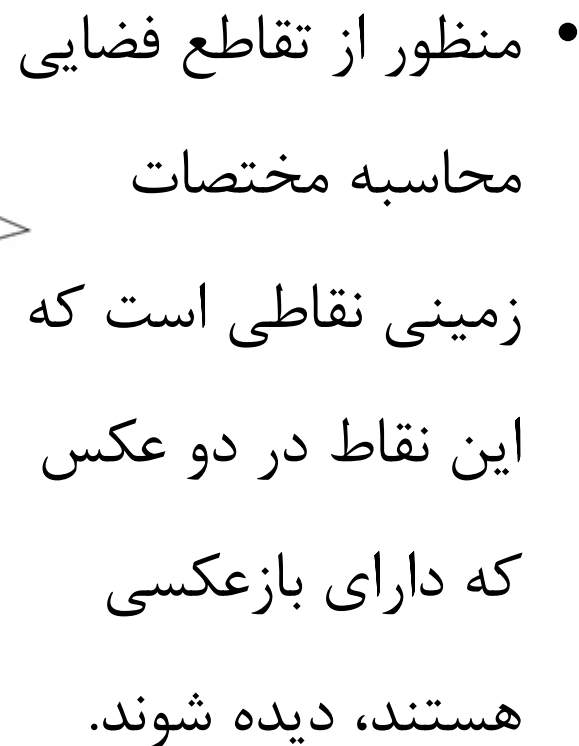 • منظور از تقاطع فضایی
محاسبه مختصات
زمینی نقاطی است که
این نقاط در دو عکس
که دارای بازعکسی
هستند، دیده شوند.